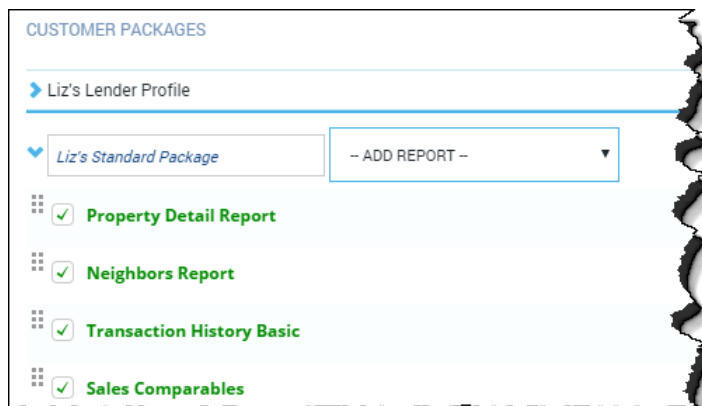 CUSTOMER PACKAGES
Liz's Lender Profile
Liz's Standard Package -- ADD REPORT --
Property Detail Report
Neighbors Report
Transaction History Basic
Sales Comparables